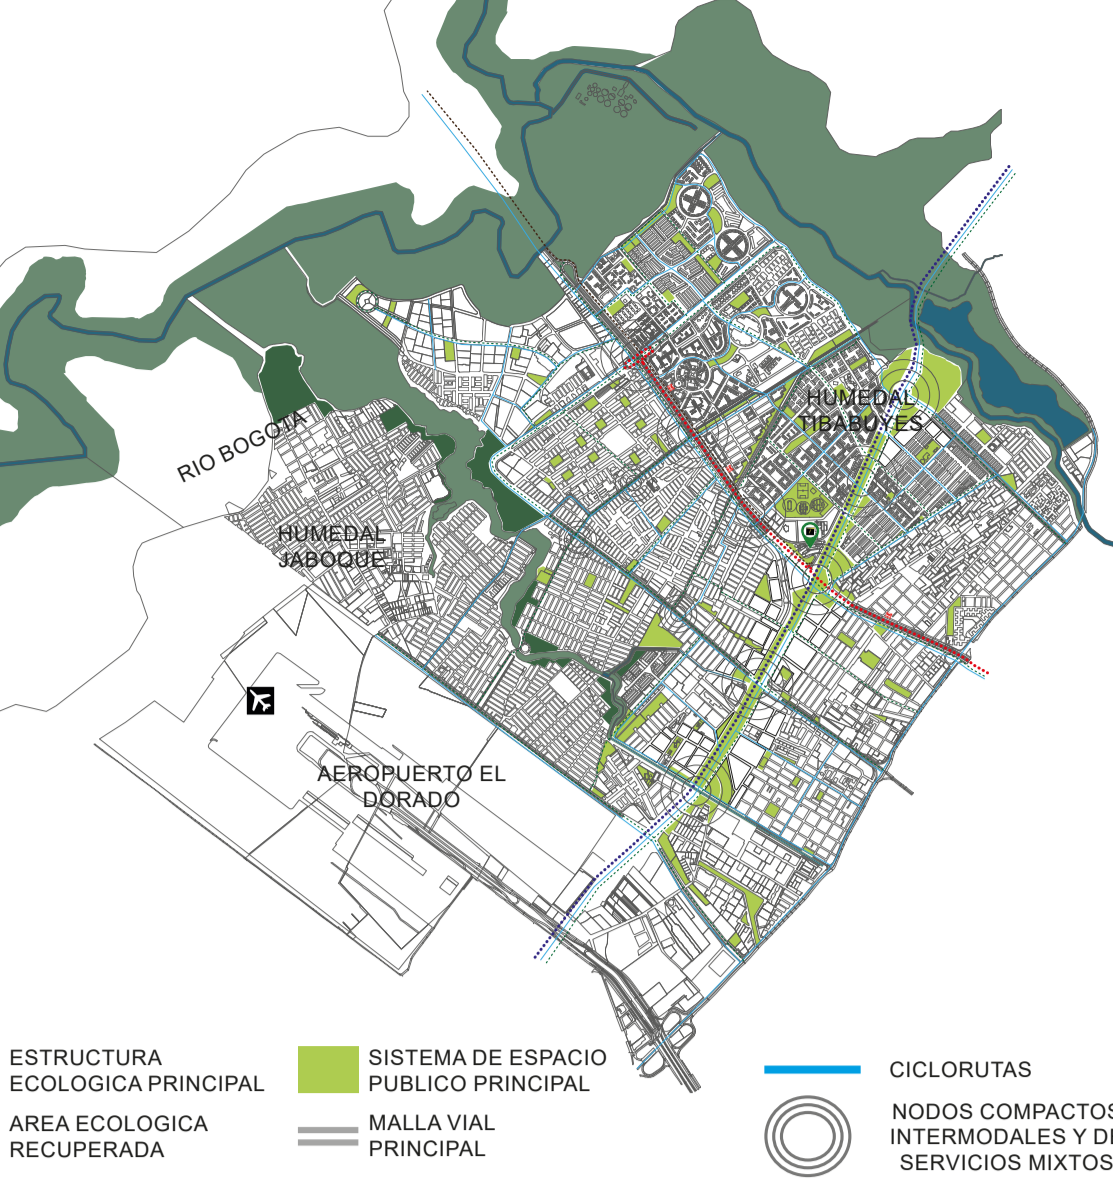 HUMEDAL
TIBABUYES
RIO BOGOTA
HUMEDAL
JABOQUE
AEROPUERTO EL
DORADO
ESTRUCTURA
ECOLOGICA PRINCIPAL
AREA ECOLOGICA
RECUPERADA
SISTEMA DE ESPACIO
PUBLICO PRINCIPAL
MALLA VIAL
PRINCIPAL
CICLORUTAS
NODOS COMPACTOS
INTERMODALES Y DE
SERVICIOS MIXTOS